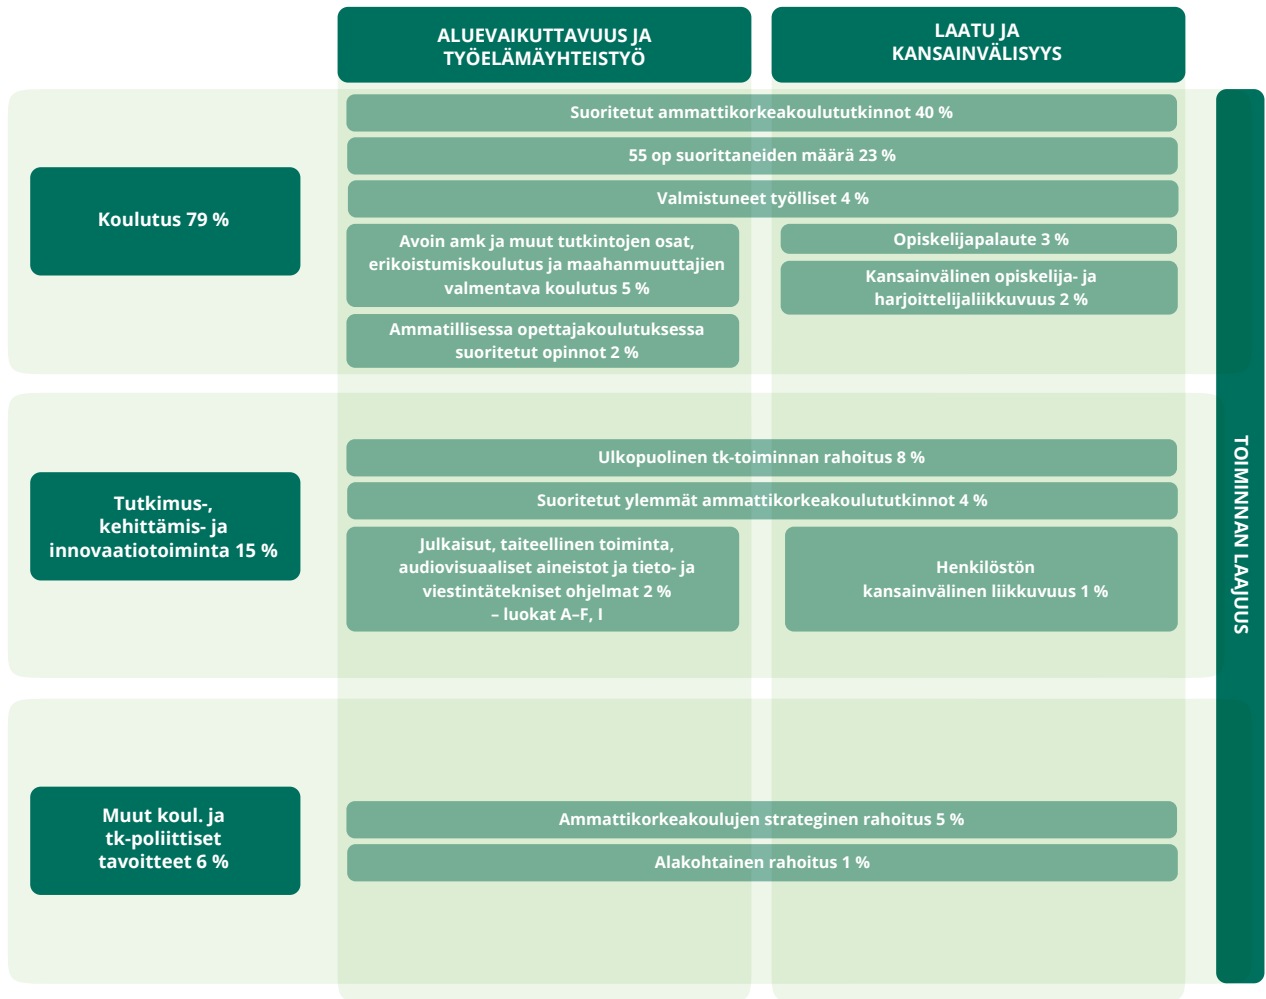 ALUEVAIKUTTAVUUS JA
TYÖELÄMÄYHTEISTYÖ
LAATU JA
KANSAINVÄLISYYS
Koulutus 79 %
Suoritetut ammattikorkeakoulututkinnot 40 %
55 op suorittaneiden määrä 23 %
Valmistuneet työlliset 4 %
Avoin amk ja muut tutkintojen osat,
erikoistumiskoulutus ja maahanmuuttajien
valmentava koulutus 5 %
Ammatillisessa opettajakoulutuksessa
suoritetut opinnot 2 %
Opiskelijapalaute 3 %
Kansainvälinen opiskelija- ja
harjoittelijaliikkuvuus 2 %
Tutkimus-,
kehittämis- ja
innovaatiotoiminta 15 %
Ulkopuolinen tk-toiminnan rahoitus 8 %
Suoritetut ylemmät ammattikorkeakoulututkinnot 4 %
Julkaisut, taiteellinen toiminta,
audiovisuaaliset aineistot ja tieto- ja
viestintätekniset ohjelmat 2 %
– luokat A–F, I
Henkilöstön
kansainvälinen liikkuvuus 1 %
Muut koul. ja
tk-poliittiset
tavoitteet 6 %
Ammattikorkeakoulujen strateginen rahoitus 5 %
Alakohtainen rahoitus 1 %
TOIMINNAN LAAJUUS